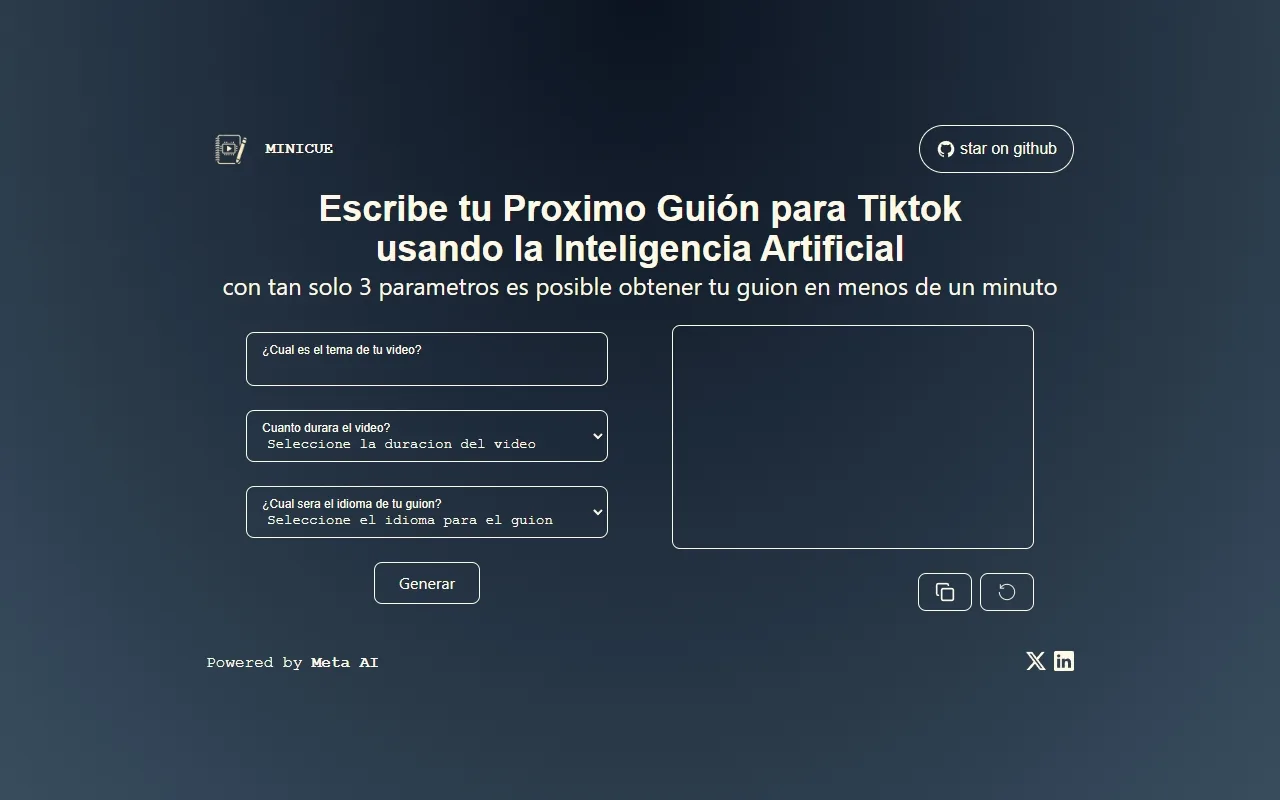 MINICUE
star on github
Escribe tu Proximo Guión para Tiktok
usando la Inteligencia Artificial
con tan solo 3 parametros es posible obtener tu guion en menos de un minuto
¿Cual es el tema de tu video?
Cuanto durara el video?
Seleccione la duracion del video
¿Cual sera el idioma de tu guion?
Seleccione el idioma para el guion
Generar
Powered by Meta AI